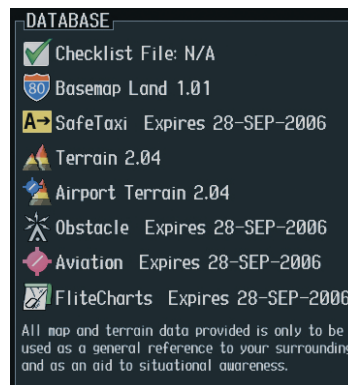 DATABASE
Checklist File: N/A
80 Basemap Land 1.01
A→ SafeTaxi Expires 28-SEP-2006
Terrain 2.04
Airport Terrain 2.04
Obstacle Expires 28-SEP-2006
Aviation Expires 28-SEP-2006
FliteCharts Expires 28-SEP-2006
All map and terrain data provided is only to be
used as a general reference to your surrounding
and as an aid to situational awareness.